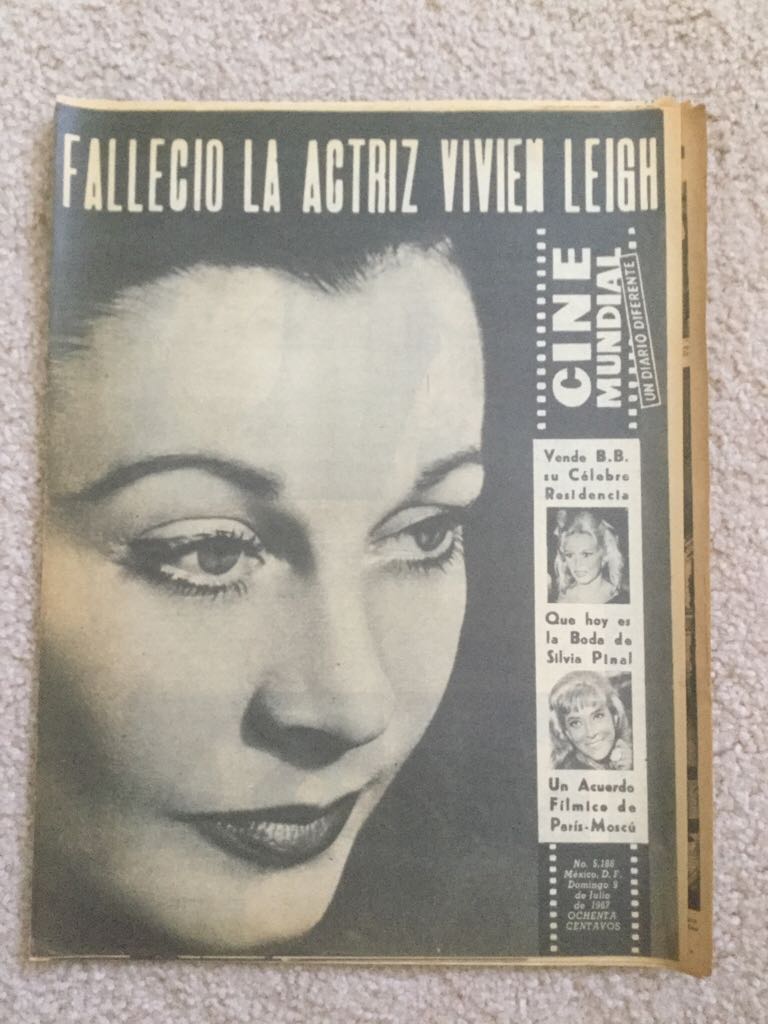 FALLECIO LA ACTRIZ VIVIEN LEIGH
CINE
MUNDIAL
UN DIARIO DIFERENTE
Vende B.B.
su Célebre
Residencia
Que hoy es
la Boda de
Silvia Pinal
Un Acuerdo
Fílmico de
París-Moscú
No. 5,186
México, D. F.
Domingo 9
de Julio
de 1967
OCHENTA
CENTAVOS